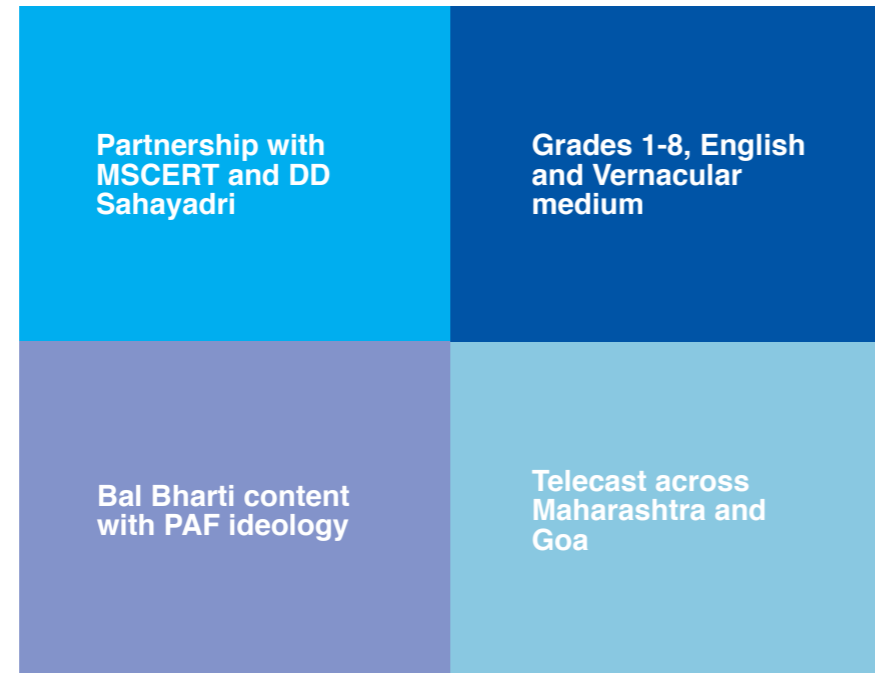 Partnership with
MSCERT and DD
Sahayadri
Grades 1-8, English
and Vernacular
medium
Bal Bharti content
with PAF ideology
Telecast across
Maharashtra and
Goa